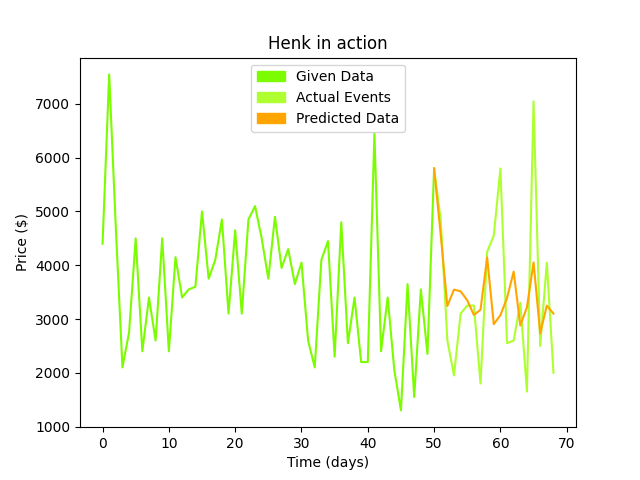 Henk in action
Given Data
Actual Events
Predicted Data
Price ($)
7000
6000
5000
4000
3000
2000
1000
0 10 20 30 40 50 60 70
Time (days)